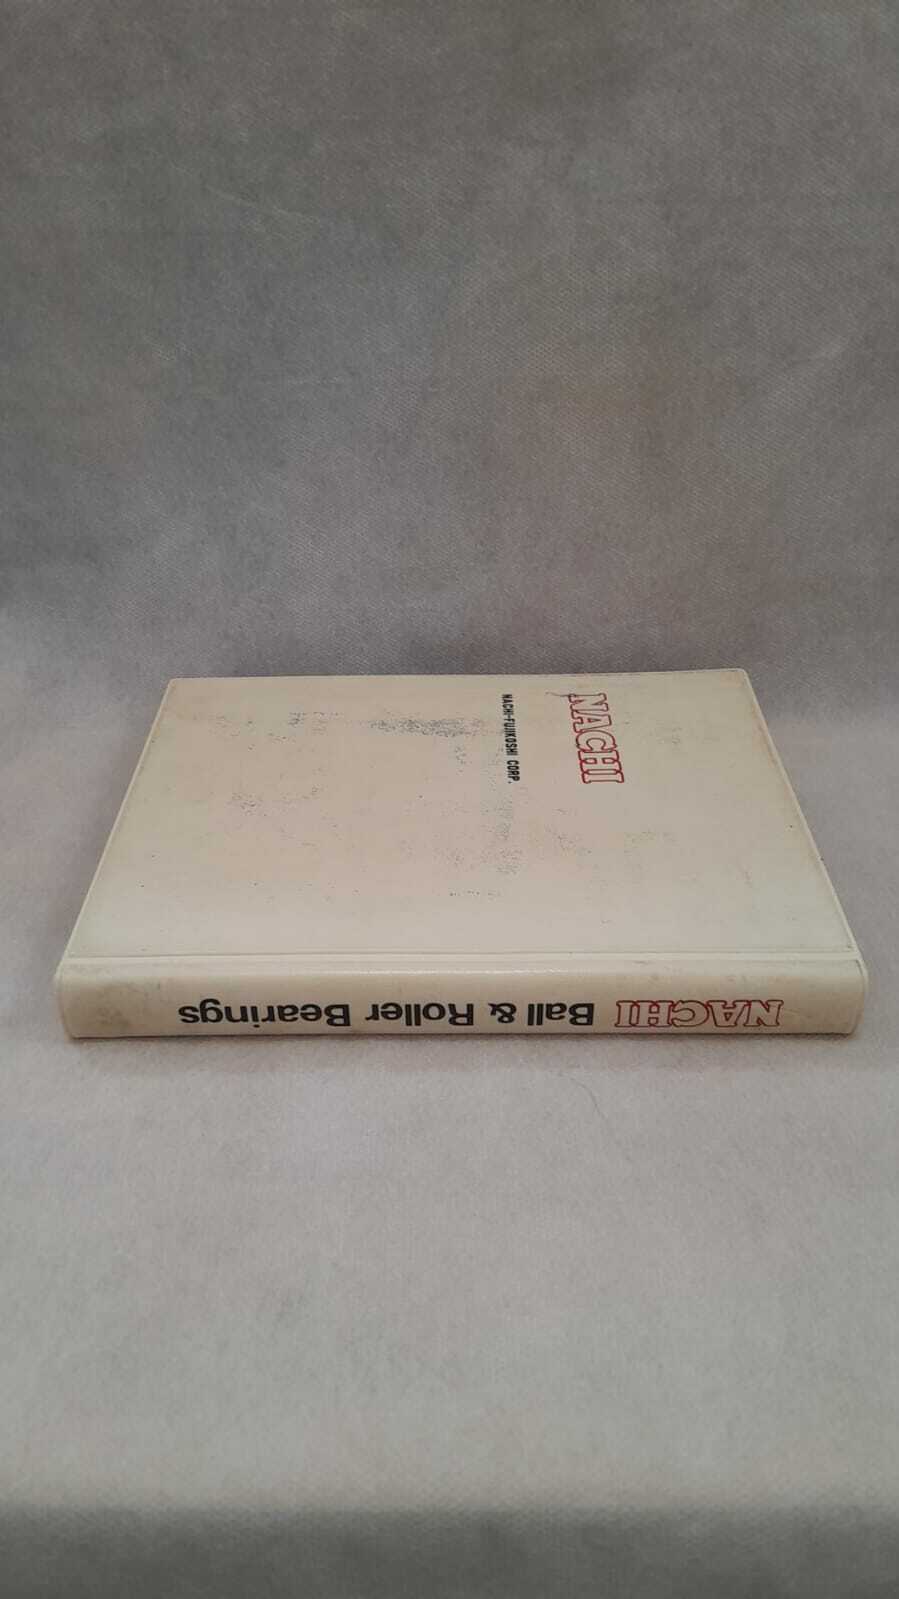 NACHI
NACHI-FUJIKOSHI CORP.
NACHI Ball & Roller Bearings